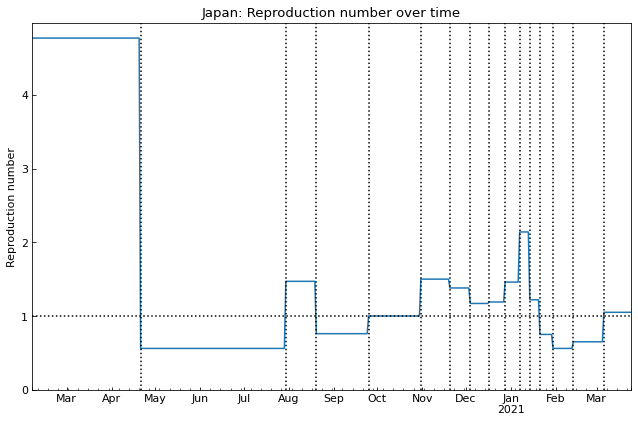 Japan: Reproduction number over time
Reproduction number
4
3
2
1
0
Mar Apr May Jun Jul Aug Sep Oct Nov Dec Jan Feb Mar
2021